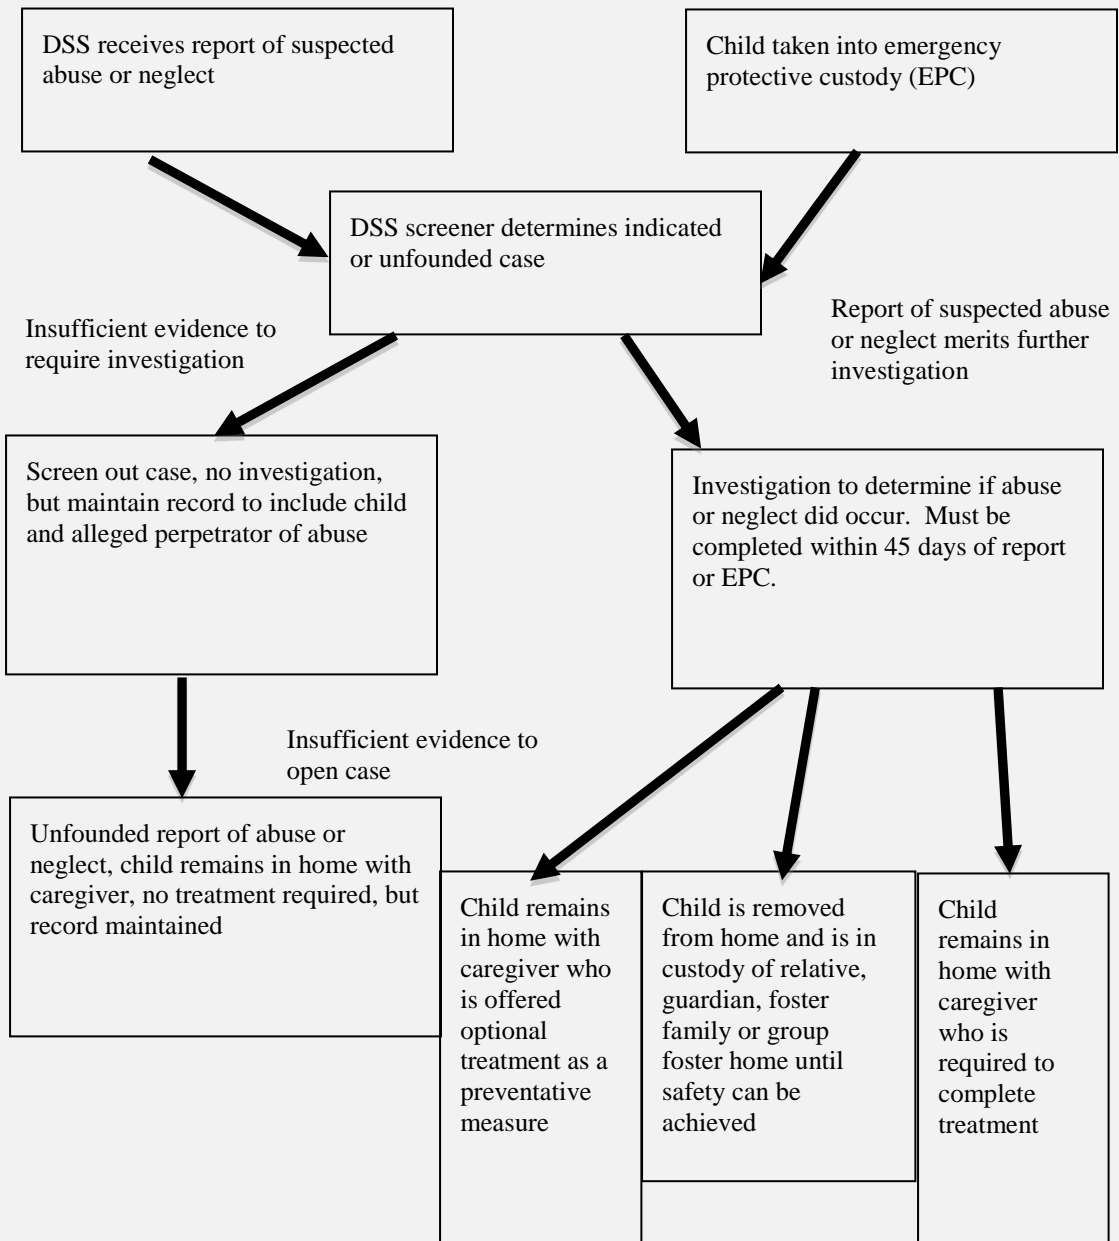 DSS receives report of suspected
abuse or neglect
Child taken into emergency
protective custody (EPC)
DSS screener determines indicated
or unfounded case
Insufficient evidence to
require investigation
Report of suspected abuse
or neglect merits further
investigation
Screen out case, no investigation,
but maintain record to include child
and alleged perpetrator of abuse
Investigation to determine if abuse
or neglect did occur.  Must be
completed within 45 days of report
or EPC.
Insufficient evidence to
open case
Unfounded report of abuse or
neglect, child remains in home with
caregiver, no treatment required, but
record maintained
Child remains
in home with
caregiver who
is offered
optional
treatment as a
preventative
measure
Child is removed
from home and is in
custody of relative,
guardian, foster
family or group
foster home until
safety can be
achieved
Child
remains in
home with
caregiver
who is
required to
complete
treatment